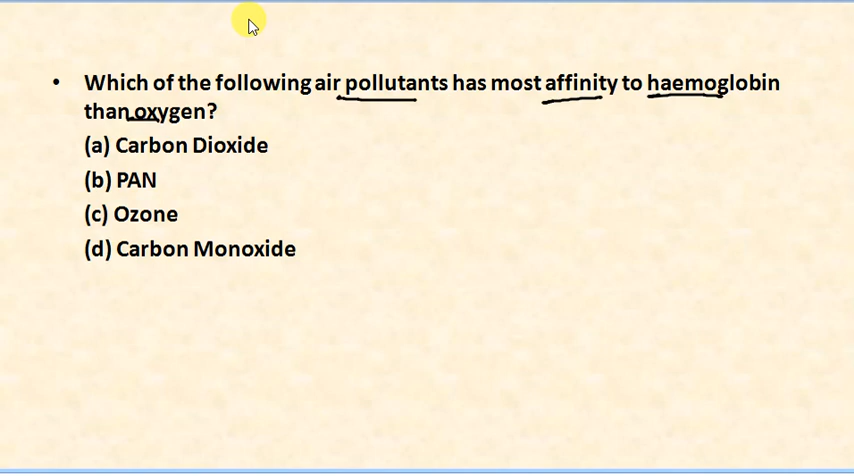 • Which of the following air pollutants has most affinity to haemoglobin
than oxygen?
(a) Carbon Dioxide
(b) PAN
(c) Ozone
(d) Carbon Monoxide